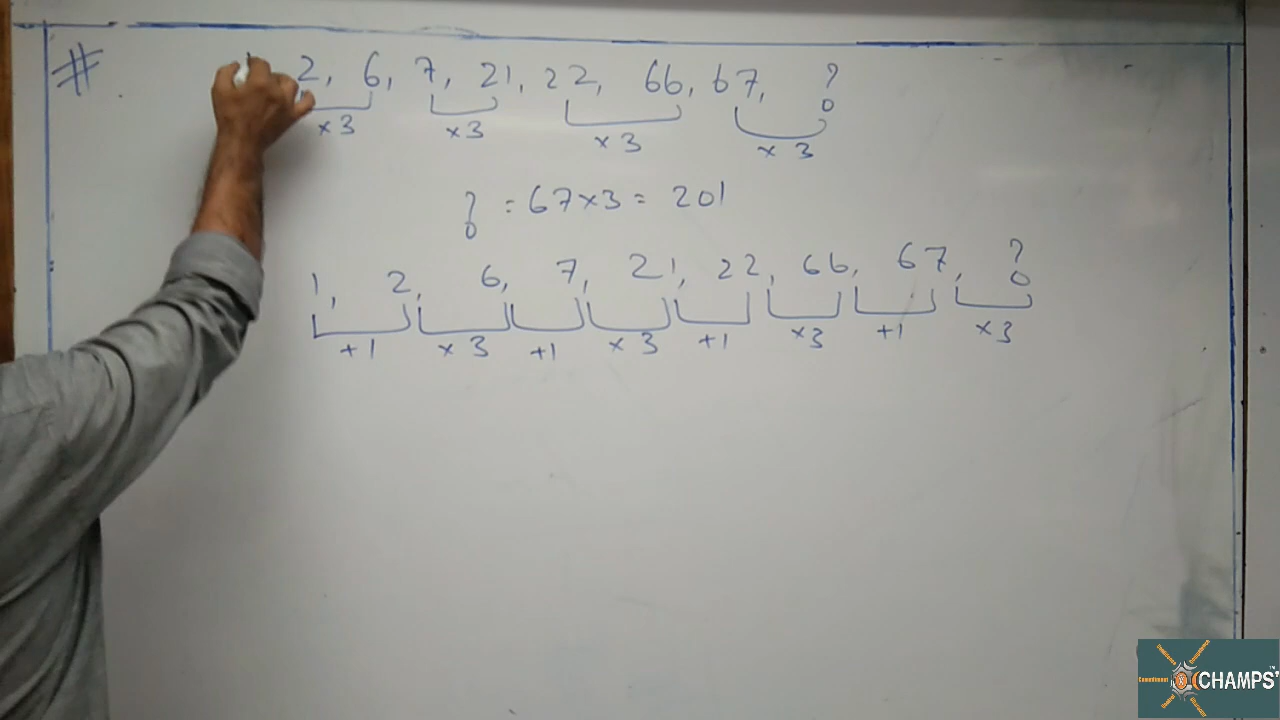 # 2, 6, 7, 21, 22, 66, 67, ?
×3 ×3 ×3 ×3
? = 67×3 = 201
1, 2, 6, 7, 21, 22, 66, 67, ?
+1 ×3 +1 ×3 +1 ×3 +1 ×3
CHAMPS